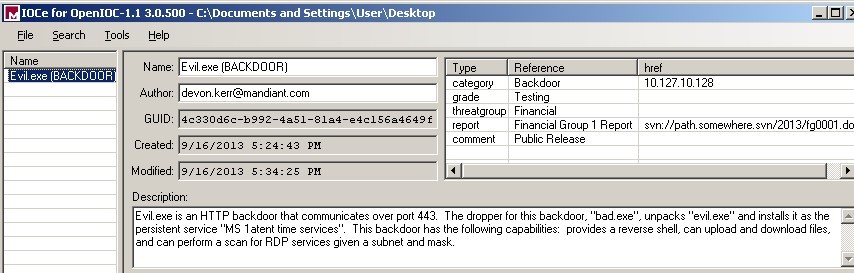 IOCe for OpenIOC-1.1 3.0.500 - C:\Documents and Settings\User\Desktop
File Search Tools Help
Name
Evil.exe (BACKDOOR)
Name: Evil.exe (BACKDOOR)
Author: devon.kerr@mandiant.com
GUID: 4c330d6c-b992-4a51-81a4-e4c156a4649f
Created: 9/16/2013 5:24:43 PM
Modified: 9/16/2013 5:34:25 PM
Type Reference href
category Backdoor 10.127.10.128
grade Testing
threatgroup Financial
report Financial Group 1 Report svn://path.somewhere.svn/2013/fg0001.do
comment Public Release
Description:
Evil.exe is an HTTP backdoor that communicates over port 443. The dropper for this backdoor, "bad.exe", unpacks "evil.exe" and installs it as the
persistent service "MS 1atent time services". This backdoor has the following capabilities: provides a reverse shell, can upload and download files,
and can perform a scan for RDP services given a subnet and mask.